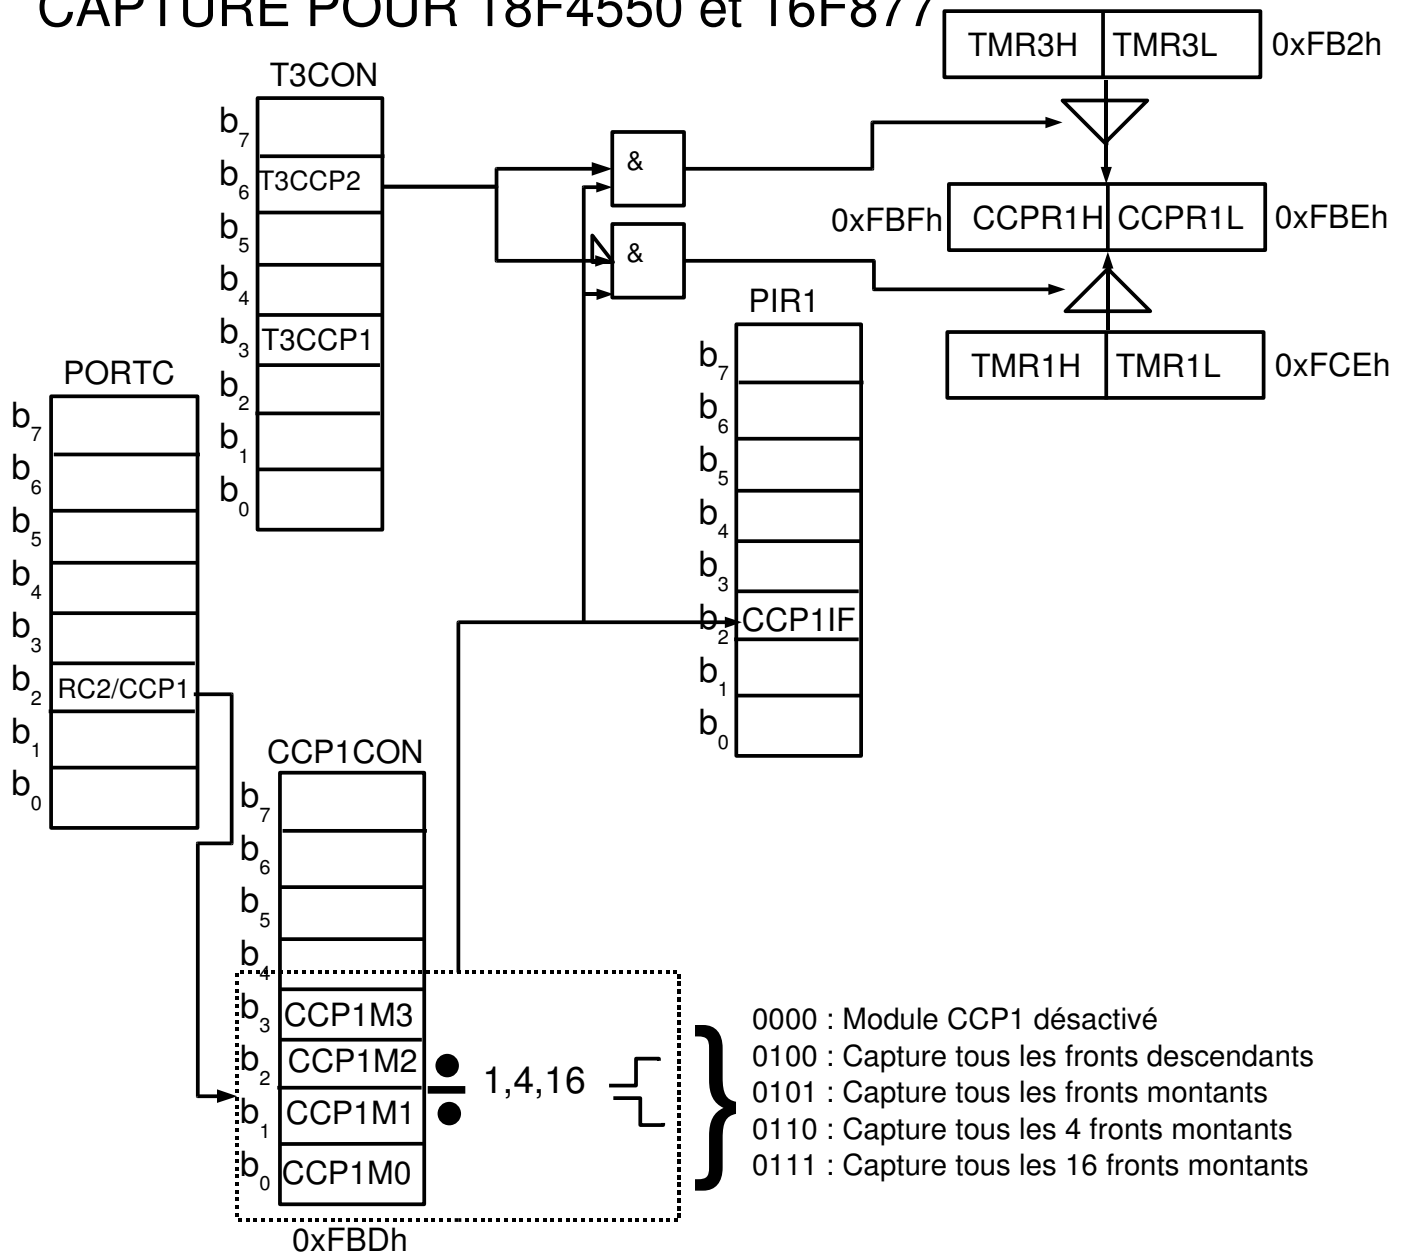 CAPTURE POUR 18F4550 et 16F877
TMR3H TMR3L 0xFB2h
T3CON
b7
b6 T3CCP2
b5
b4
b3 T3CCP1
b2
b1
b0
&
&
0xFBFh CCPR1H CCPR1L 0xFBEh
TMR1H TMR1L 0xFCEh
PIR1
b7
b6
b5
b4
b3
b2 CCP1IF
b1
b0
PORTC
b7
b6
b5
b4
b3
b2 RC2/CCP1
b1
b0
CCP1CON
b7
b6
b5
b4
b3 CCP1M3
b2 CCP1M2
b1 CCP1M1
b0 CCP1M0
0xFBDh
÷ 1,4,16
}
0000 : Module CCP1 désactivé
0100 : Capture tous les fronts descendants
0101 : Capture tous les fronts montants
0110 : Capture tous les 4 fronts montants
0111 : Capture tous les 16 fronts montants